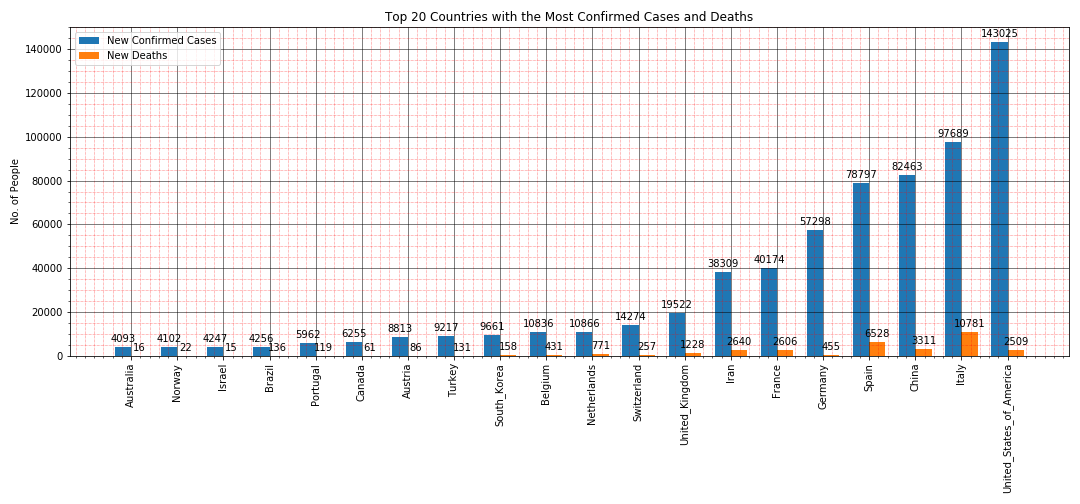 Top 20 Countries with the Most Confirmed Cases and Deaths
New Confirmed Cases
New Deaths
No. of People
140000
120000
100000
80000
60000
40000
20000
0
4093
16
4102
22
4247
15
4256
136
5962
119
6255
61
8813
86
9217
131
9661
158
10836
431
10866
771
14274
257
19522
1228
38309
2640
40174
2606
57298
455
78797
6528
82463
3311
97689
10781
143025
2509
Australia
Norway
Israel
Brazil
Portugal
Canada
Austria
Turkey
South_Korea
Belgium
Netherlands
Switzerland
United_Kingdom
Iran
France
Germany
Spain
China
Italy
United_States_of_America